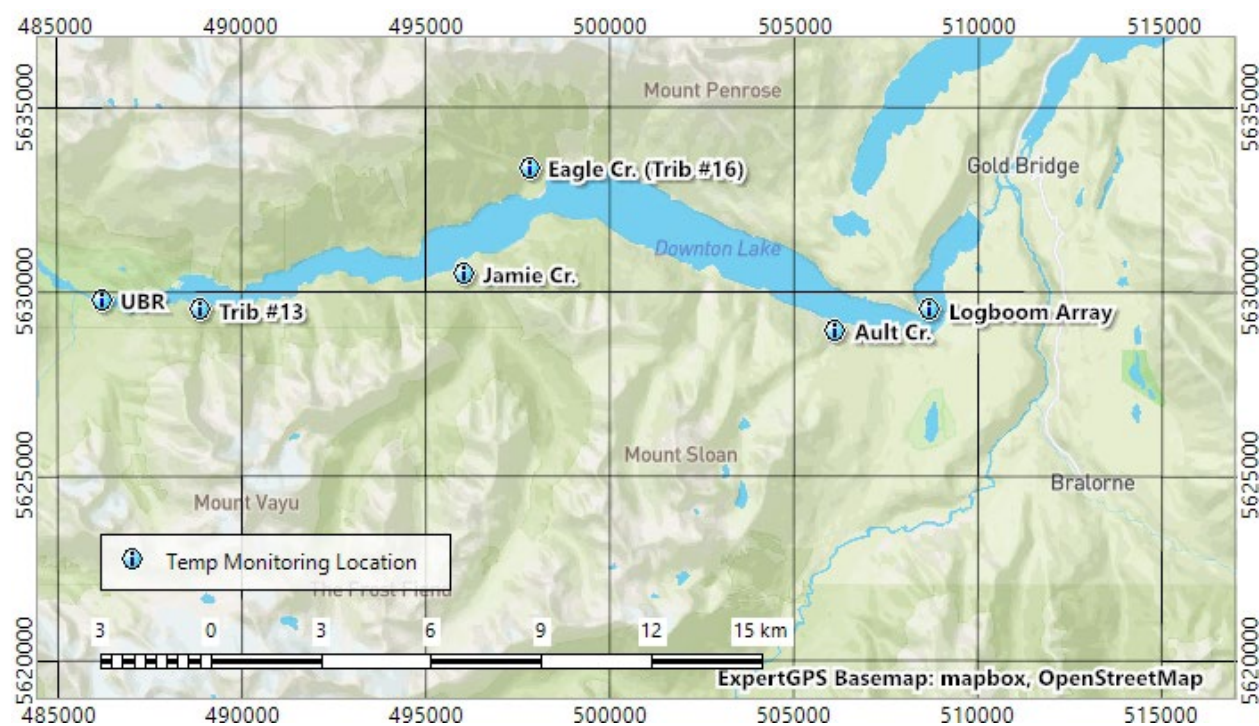 485000 490000 495000 500000 505000 510000 515000
5635000 5635000
Mount Penrose
Gold Bridge
Eagle Cr. (Trib #16)
Downton Lake
Jamie Cr.
5630000 5630000
UBR
Trib #13
Logboom Array
Ault Cr.
Mount Sloan
5625000 5625000
Bralorne
Mount Vayu
Temp Monitoring Location
The Frost Fiend
3 0 3 6 9 12 15 km
5620000 5620000
ExpertGPS Basemap: mapbox, OpenStreetMap
485000 490000 495000 500000 505000 510000 515000